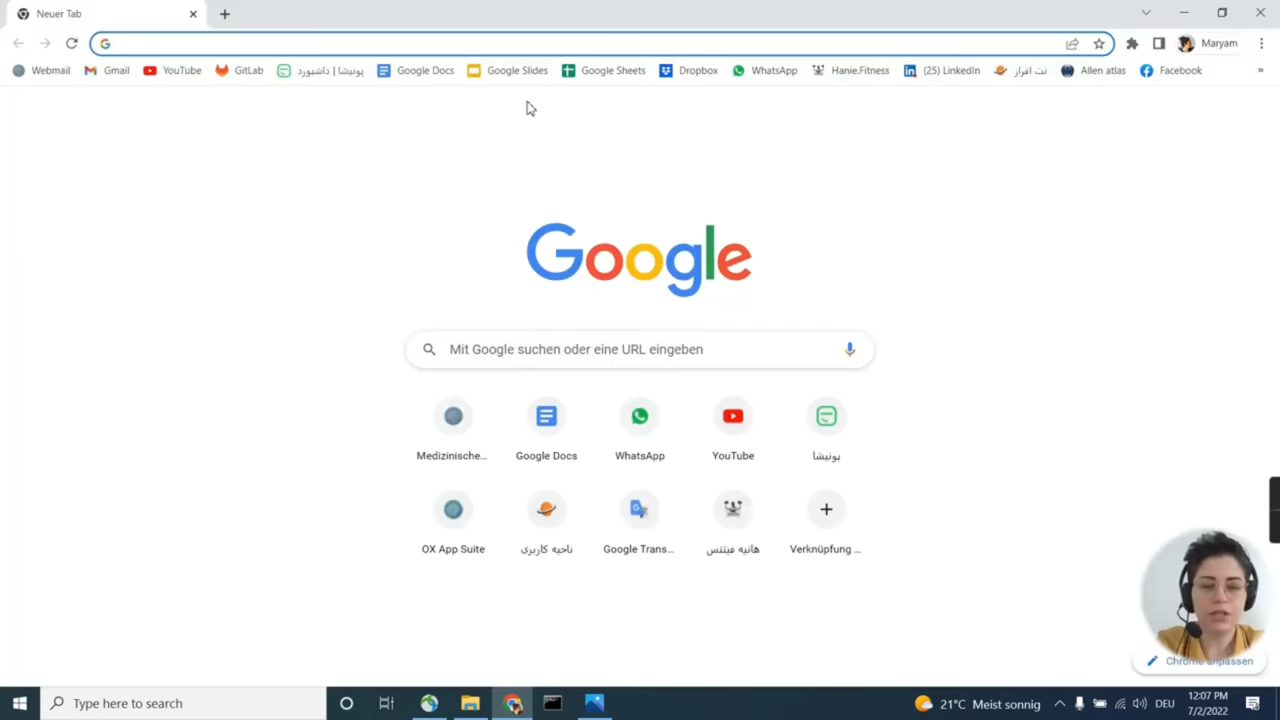 Neuer Tab
Maryam
Webmail Gmail YouTube GitLab پونیشا | داشبورد Google Docs Google Slides Google Sheets Dropbox WhatsApp Hanie.Fitness (25) LinkedIn نت افراز Allen atlas Facebook »
Google
Mit Google suchen oder eine URL eingeben
Medizinische... Google Docs WhatsApp YouTube پونیشا
OX App Suite ناحیه کاربری Google Trans... هانیه فیتنس Verknüpfung ...
Chrome anpassen
Type here to search 21°C Meist sonnig DEU 12:07 PM
7/2/2022